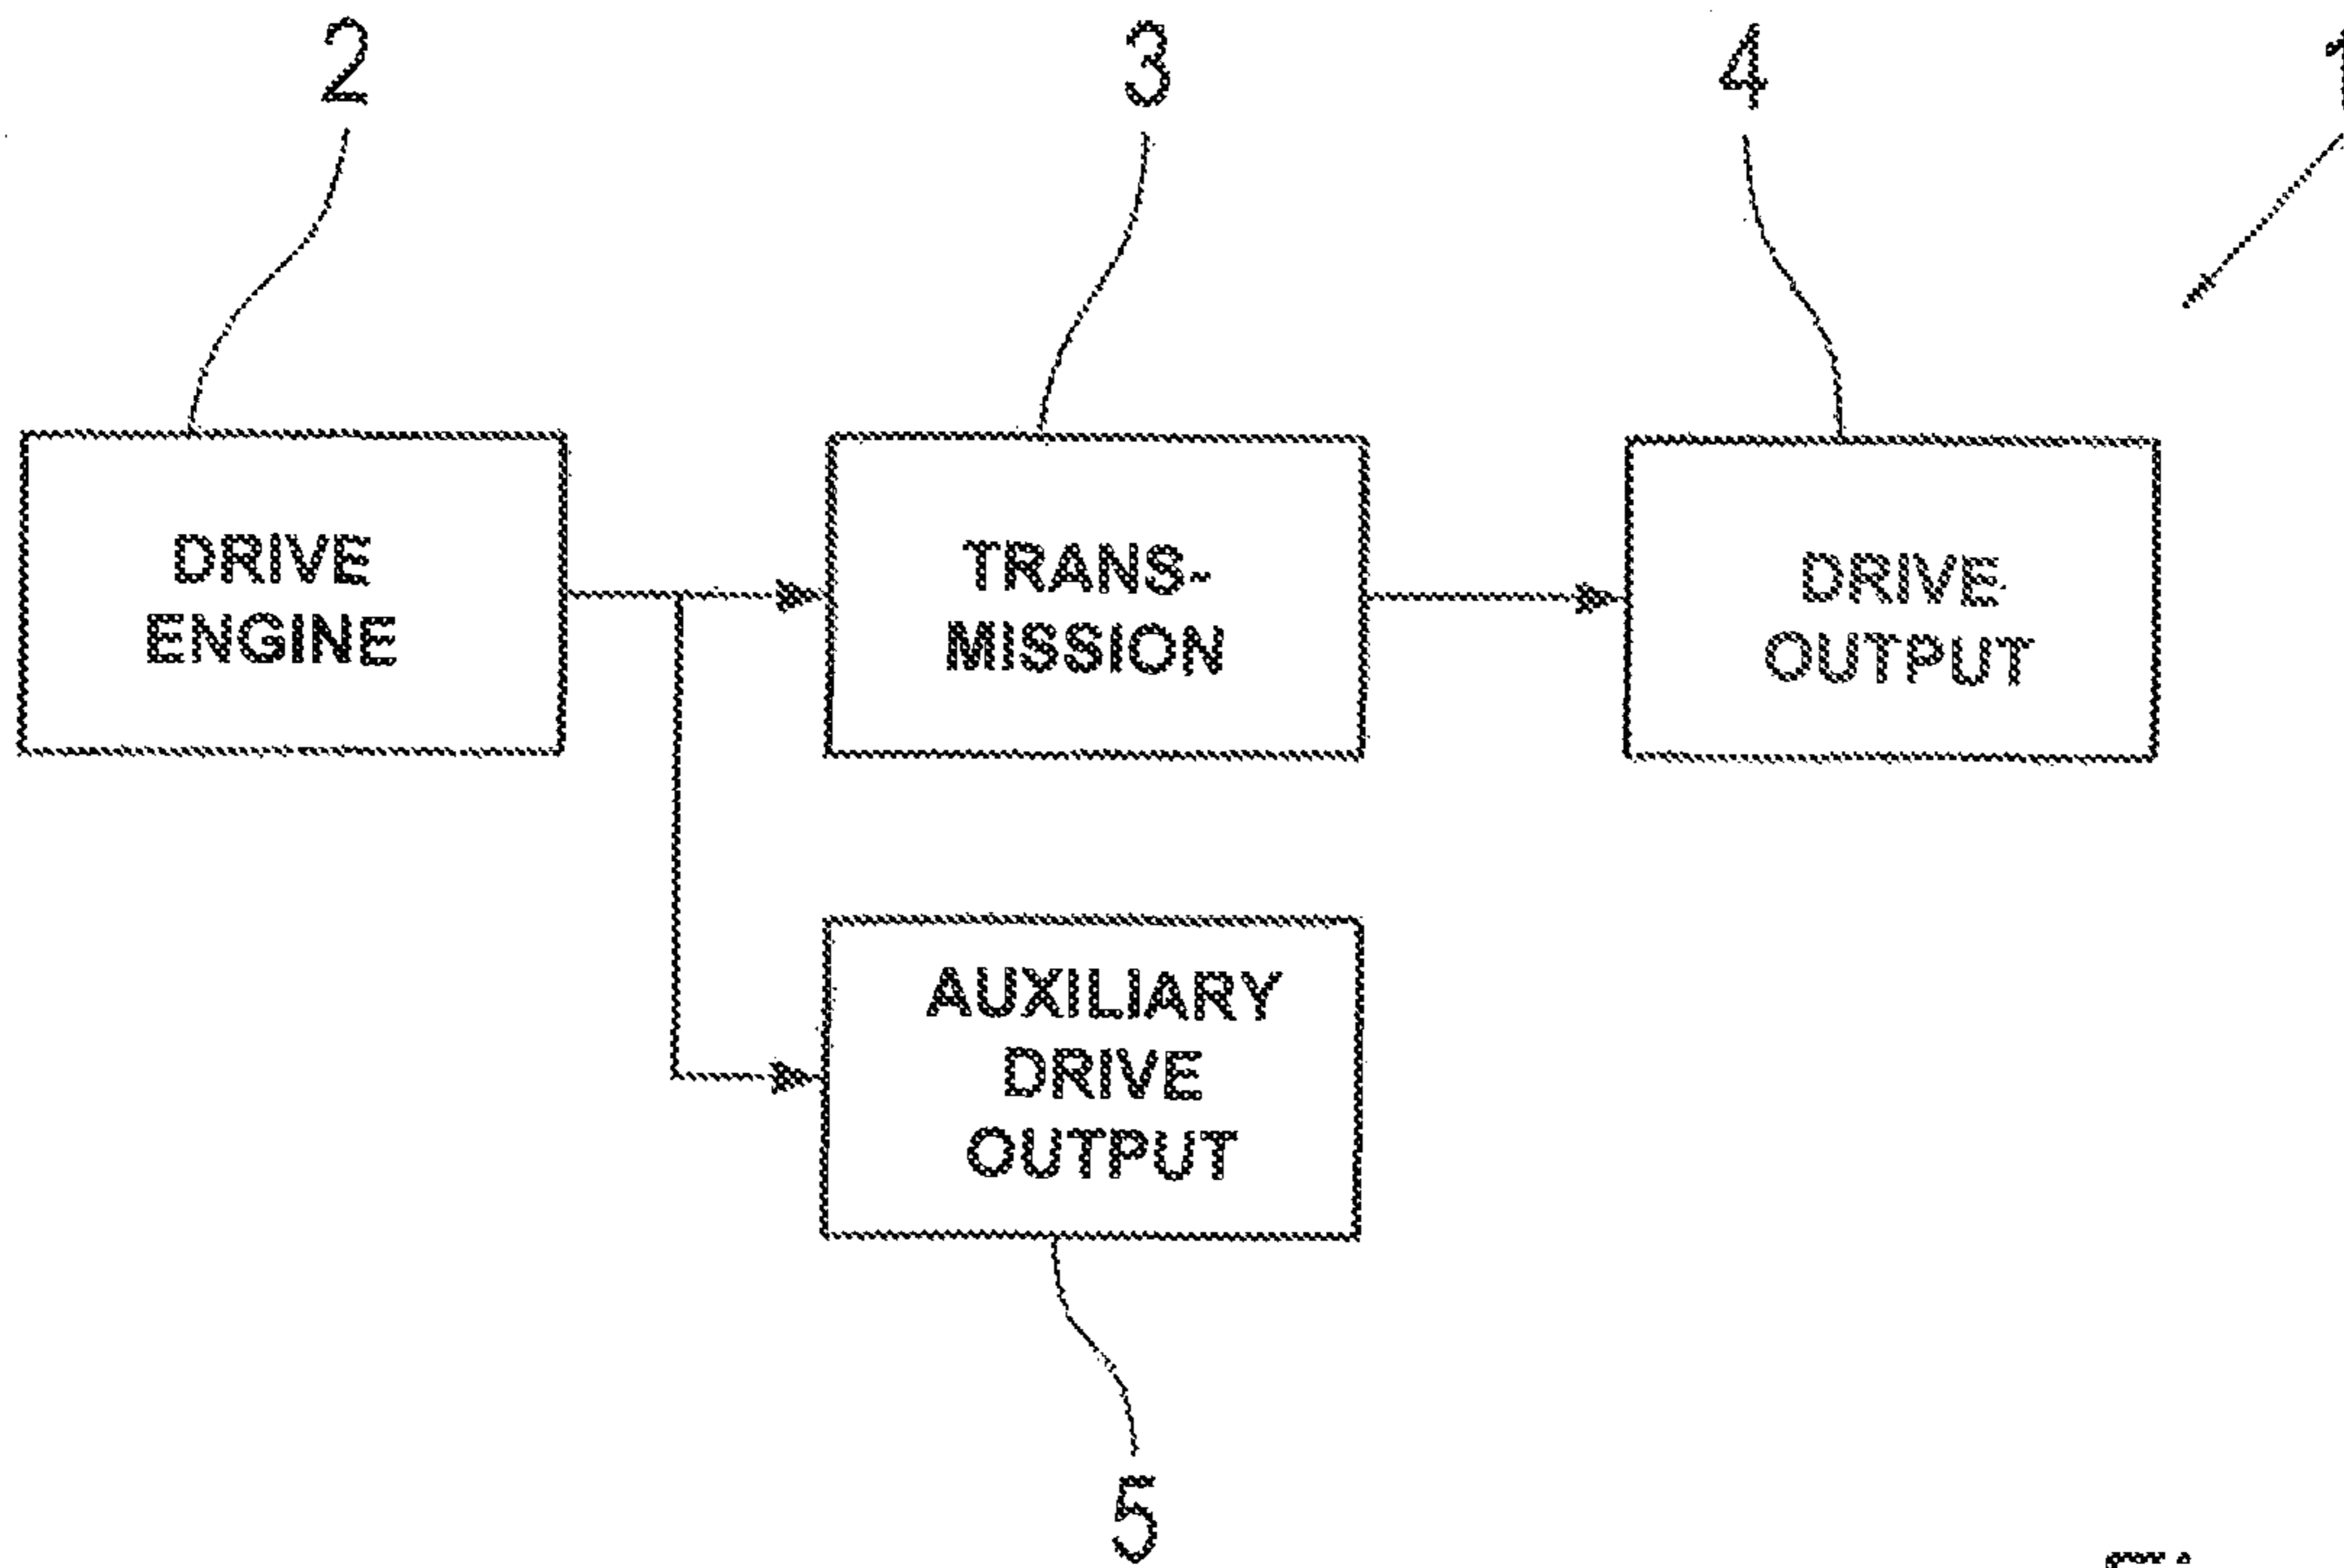 2 3 4 1
DRIVE
ENGINE
TRANS-
MISSION
DRIVE
OUTPUT
AUXILIARY
DRIVE
OUTPUT
5